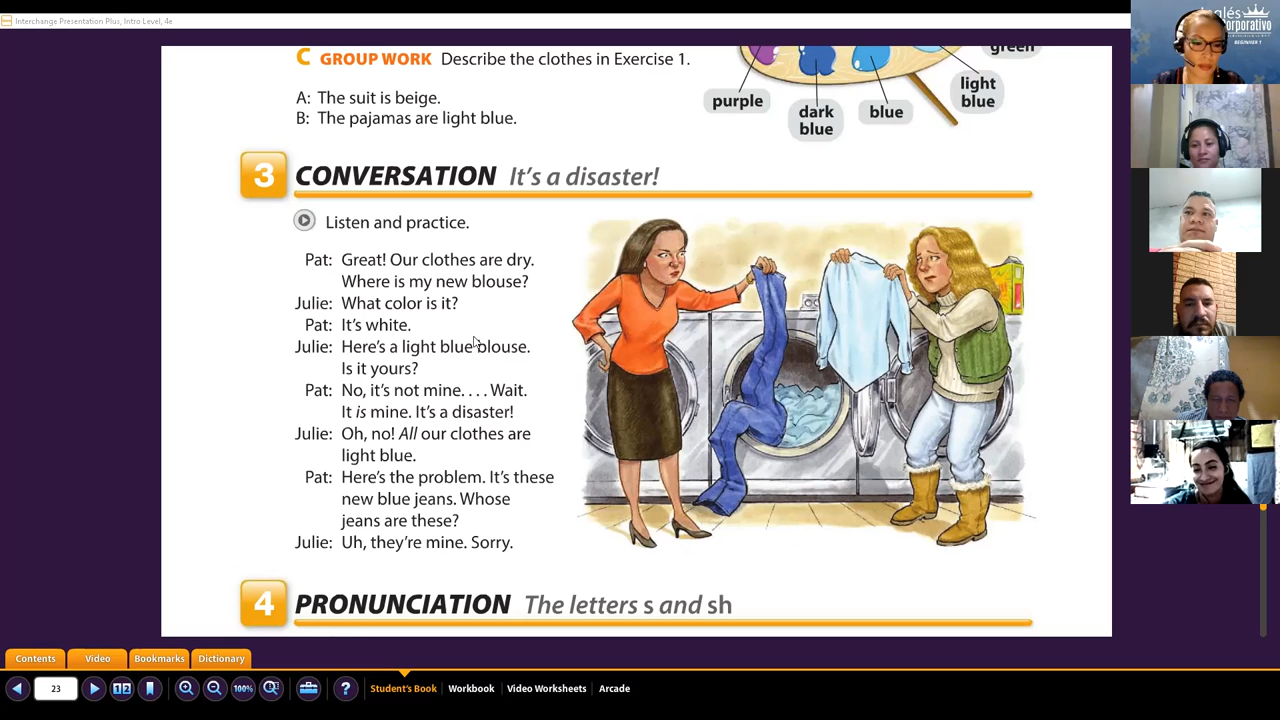 Interchange Presentation Plus, Intro Level, 4e
C GROUP WORK Describe the clothes in Exercise 1.
A: The suit is beige.
B: The pajamas are light blue.
purple
dark
blue
blue
light
blue
green
3 CONVERSATION It's a disaster!
Listen and practice.
Pat: Great! Our clothes are dry.
Where is my new blouse?
Julie: What color is it?
Pat: It's white.
Julie: Here's a light blue blouse.
Is it yours?
Pat: No, it's not mine. . . . Wait.
It is mine. It's a disaster!
Julie: Oh, no! All our clothes are
light blue.
Pat: Here's the problem. It's these
new blue jeans. Whose
jeans are these?
Julie: Uh, they're mine. Sorry.
4 PRONUNCIATION The letters s and sh
Contents Video Bookmarks Dictionary
23 1 2 100% ? Student's Book Workbook Video Worksheets Arcade
BEGINNER 1